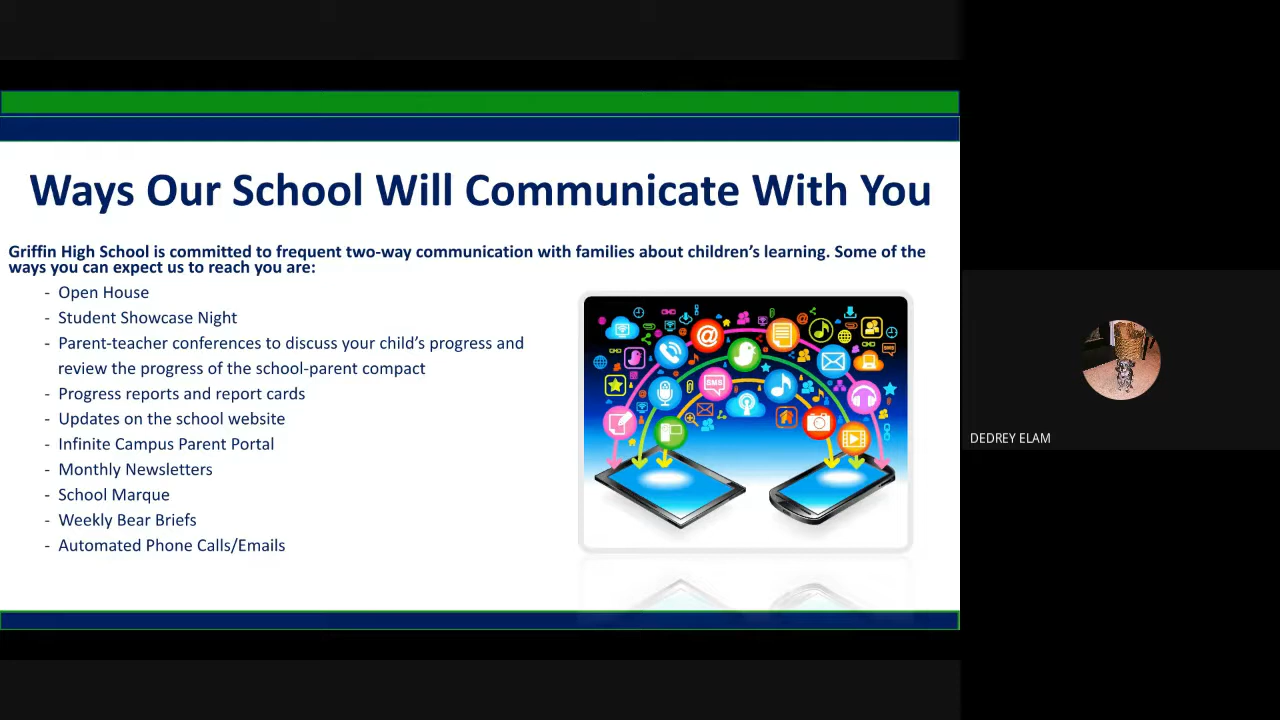 Ways Our School Will Communicate With You
Griffin High School is committed to frequent two-way communication with families about children’s learning. Some of the
ways you can expect us to reach you are:
- Open House
- Student Showcase Night
- Parent-teacher conferences to discuss your child’s progress and
review the progress of the school-parent compact
- Progress reports and report cards
- Updates on the school website
- Infinite Campus Parent Portal
- Monthly Newsletters
- School Marque
- Weekly Bear Briefs
- Automated Phone Calls/Emails
@
SMS
SMS
DEDREY ELAM